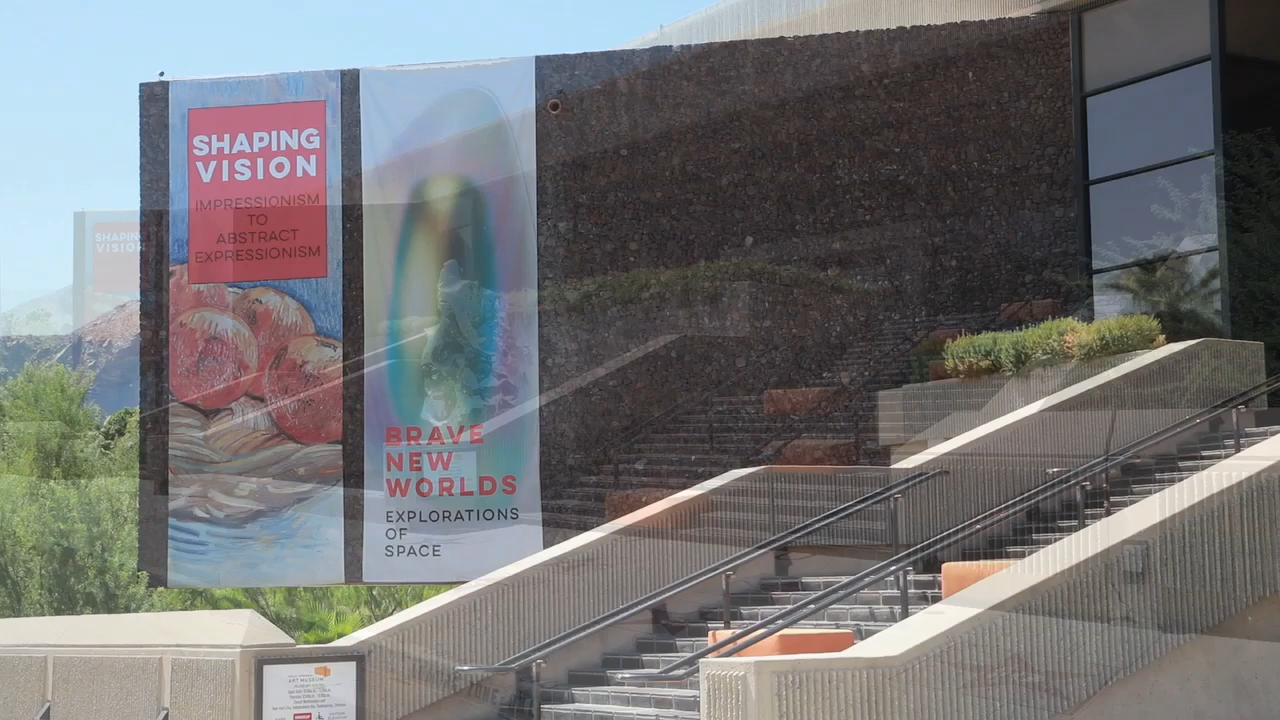 SHAPING
VISION
IMPRESSIONISM
TO
ABSTRACT
EXPRESSIONISM
SHAPING
VISION
BRAVE
NEW
WORLDS
EXPLORATIONS
OF
SPACE
ART MUSEUM